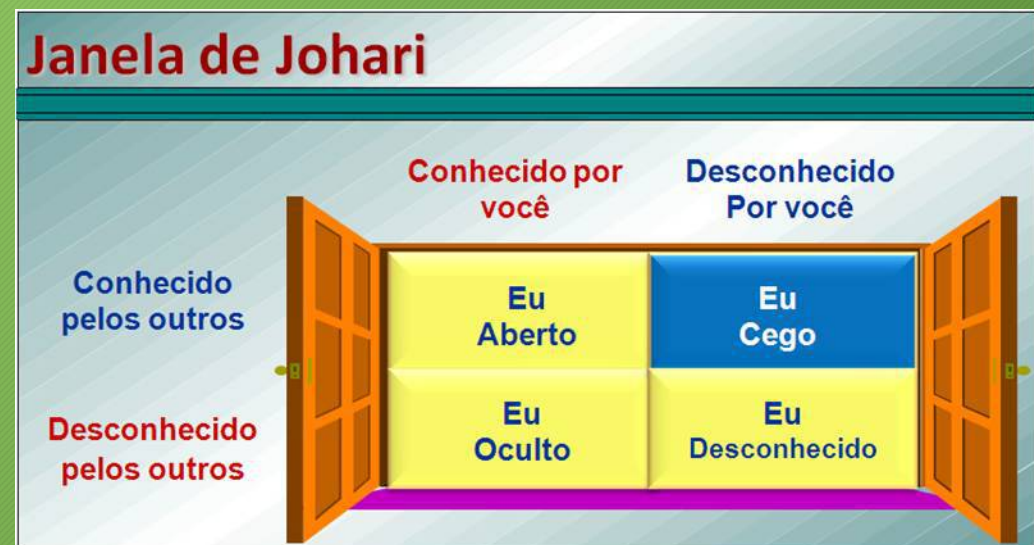 Janela de Johari
Conhecido por
você
Desconhecido
Por você
Conhecido
pelos outros
Eu
Aberto
Eu
Cego
Desconhecido
pelos outros
Eu
Oculto
Eu
Desconhecido